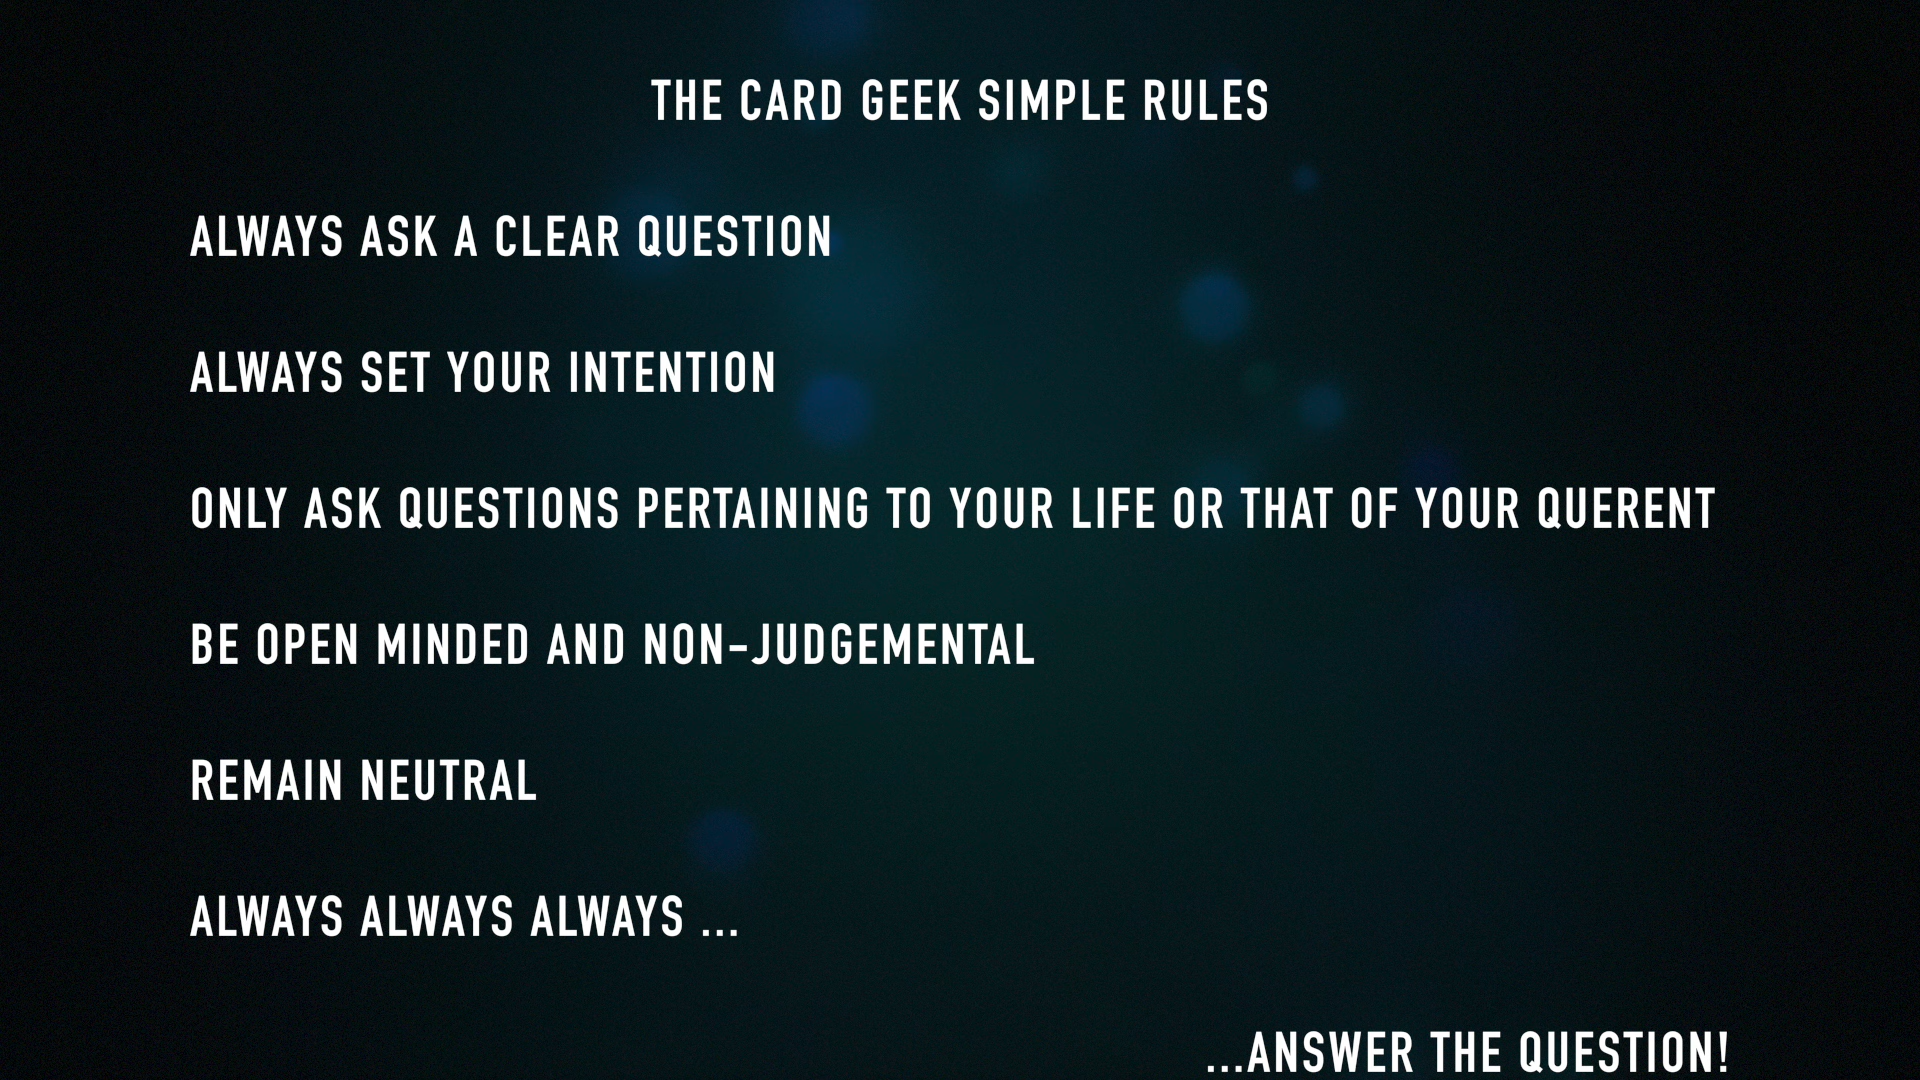 THE CARD GEEK SIMPLE RULES
ALWAYS ASK A CLEAR QUESTION
ALWAYS SET YOUR INTENTION
ONLY ASK QUESTIONS PERTAINING TO YOUR LIFE OR THAT OF YOUR QUERENT
BE OPEN MINDED AND NON-JUDGEMENTAL
REMAIN NEUTRAL
ALWAYS ALWAYS ALWAYS ...
...ANSWER THE QUESTION!